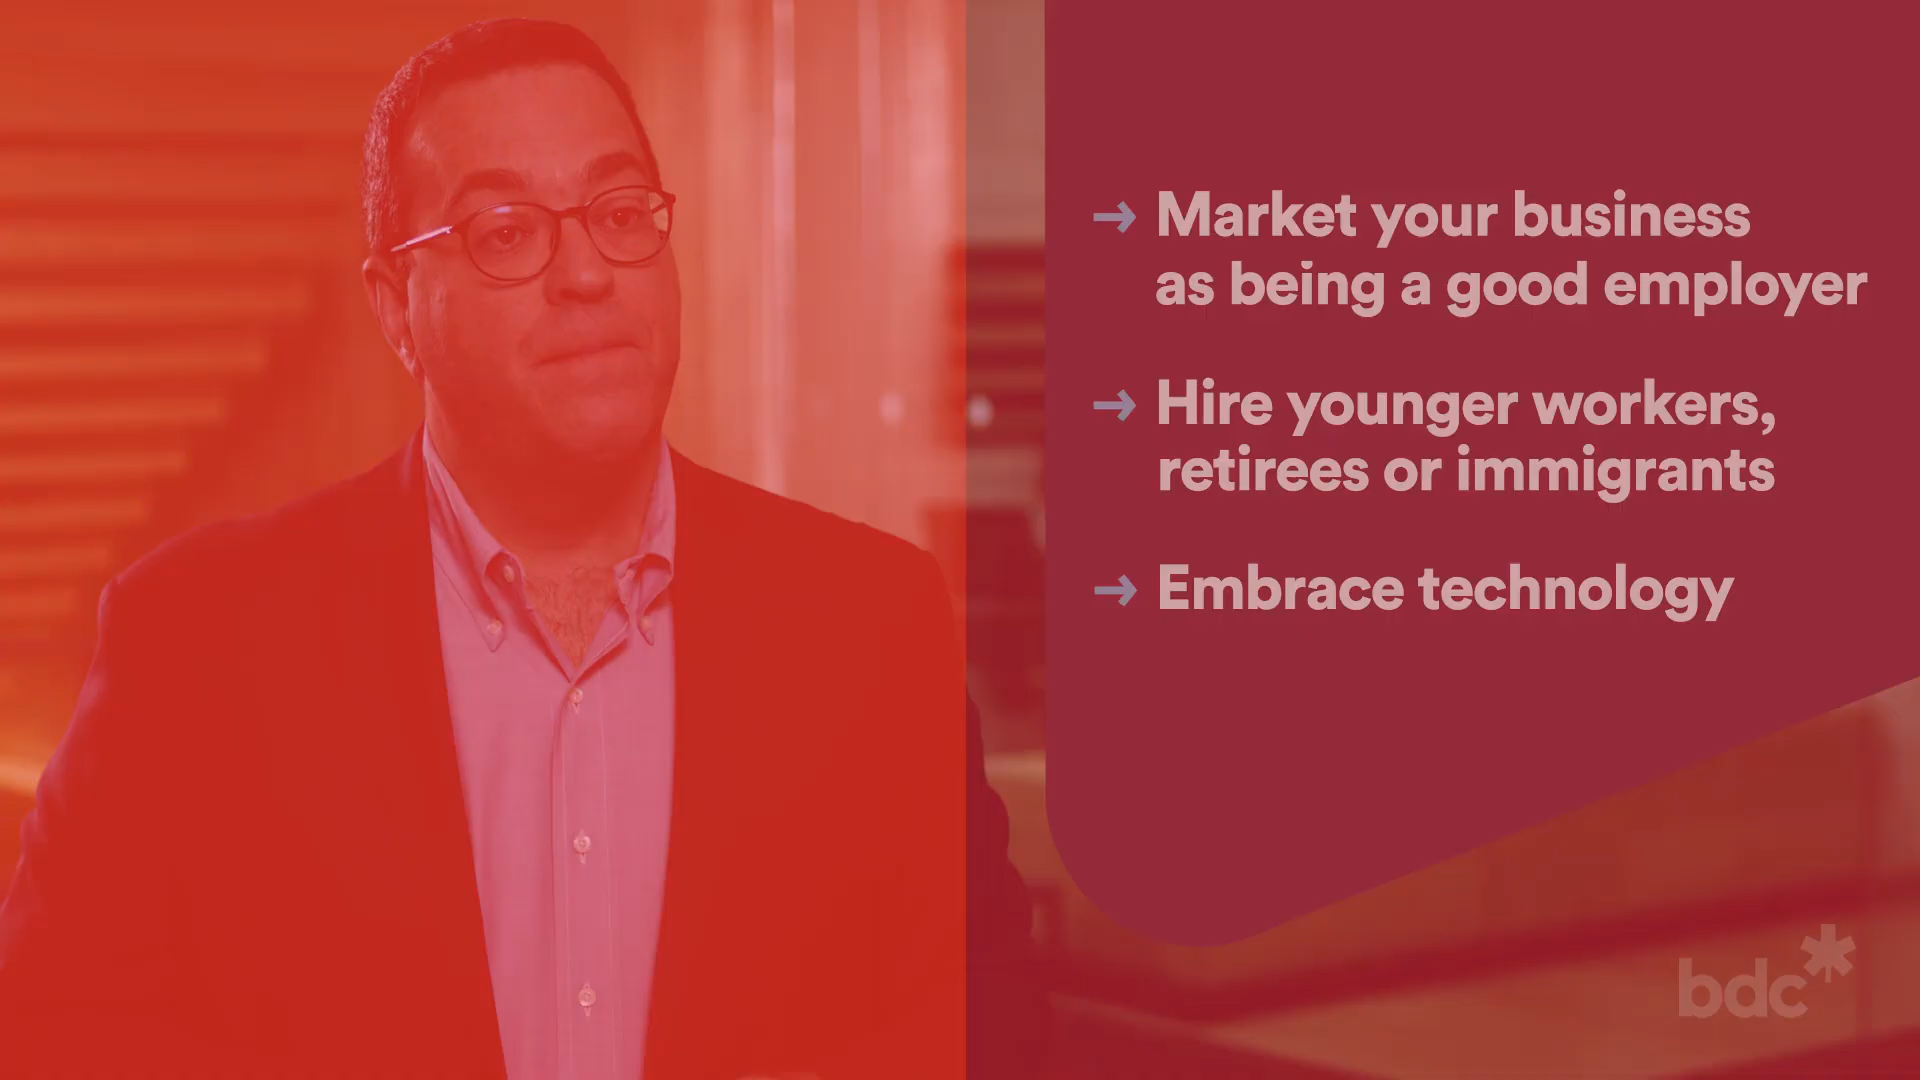 → Market your business
as being a good employer
→ Hire younger workers,
retirees or immigrants
→ Embrace technology
bdc*